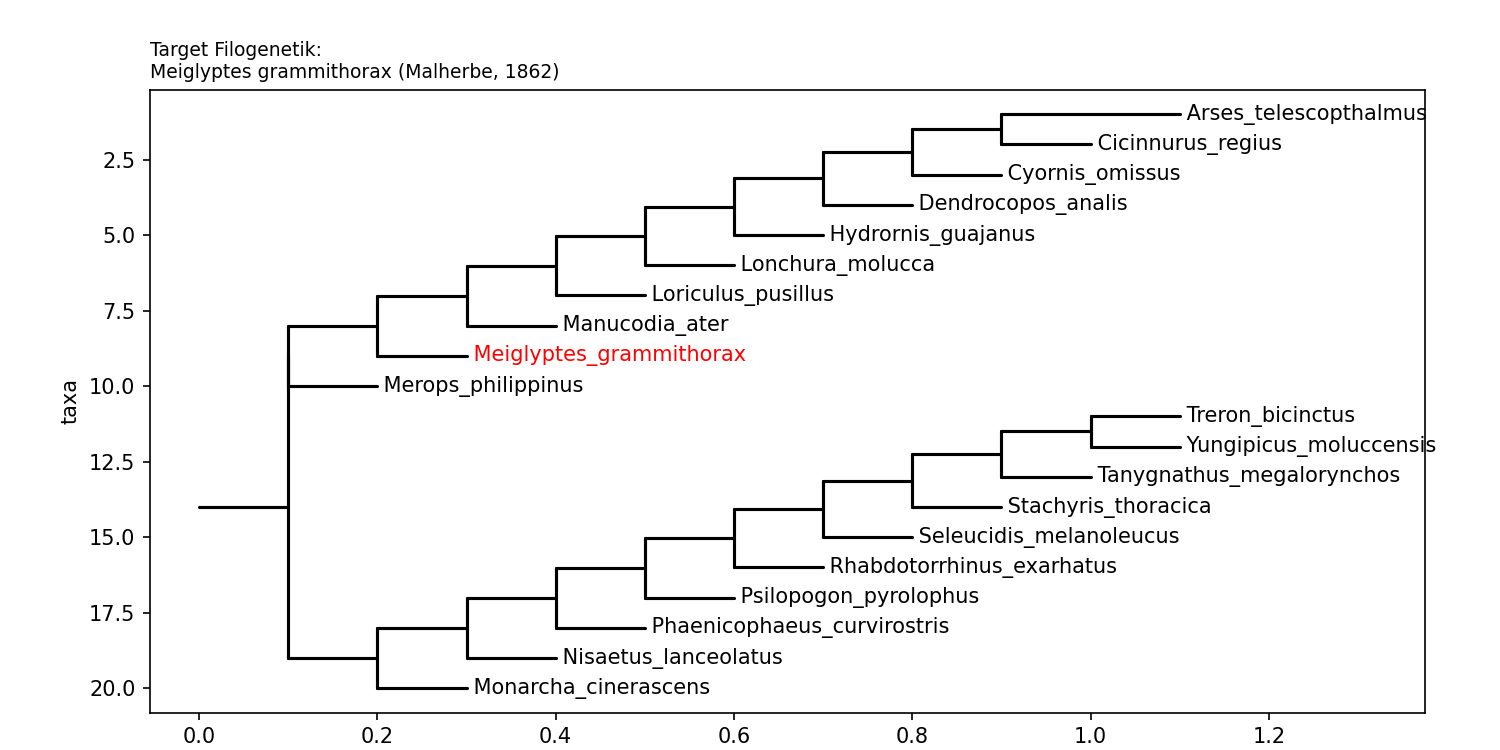 Target Filogenetik:
Meiglyptes grammithorax (Malherbe, 1862)
Arses_telescopthalmus
Cicinnurus_regius
2.5
Cyornis_omissus
Dendrocopos_analis
5.0
Hydrornis_guajanus
Lonchura_molucca
Loriculus_pusillus
7.5
Manucodia_ater
Meiglyptes_grammithorax
10.0
Merops_philippinus
taxa
Treron_bicinctus
Yungipicus_moluccensis
12.5
Tanygnathus_megalorynchos
Stachyris_thoracica
15.0
Seleucidis_melanoleucus
Rhabdotorrhinus_exarhatus
Psilopogon_pyrolophus
17.5
Phaenicophaeus_curvirostris
Nisaetus_lanceolatus
20.0
Monarcha_cinerascens
0.0 0.2 0.4 0.6 0.8 1.0 1.2